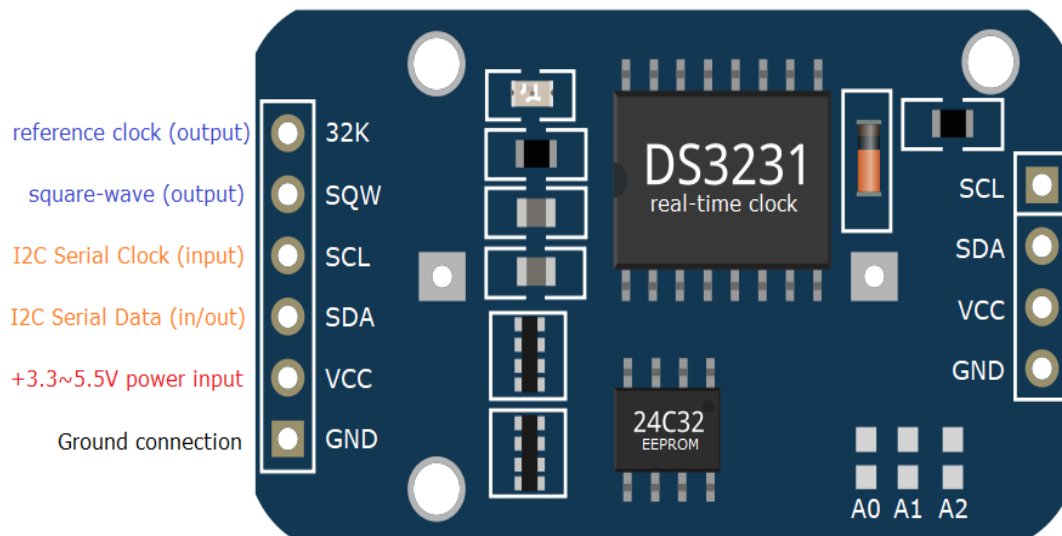 reference clock (output)
32K
square-wave (output)
SQW
I2C Serial Clock (input)
SCL
I2C Serial Data (in/out)
SDA
+3.3~5.5V power input
VCC
Ground connection
GND
DS3231
real-time clock
24C32
EEPROM
SCL
SDA
VCC
GND
A0 A1 A2